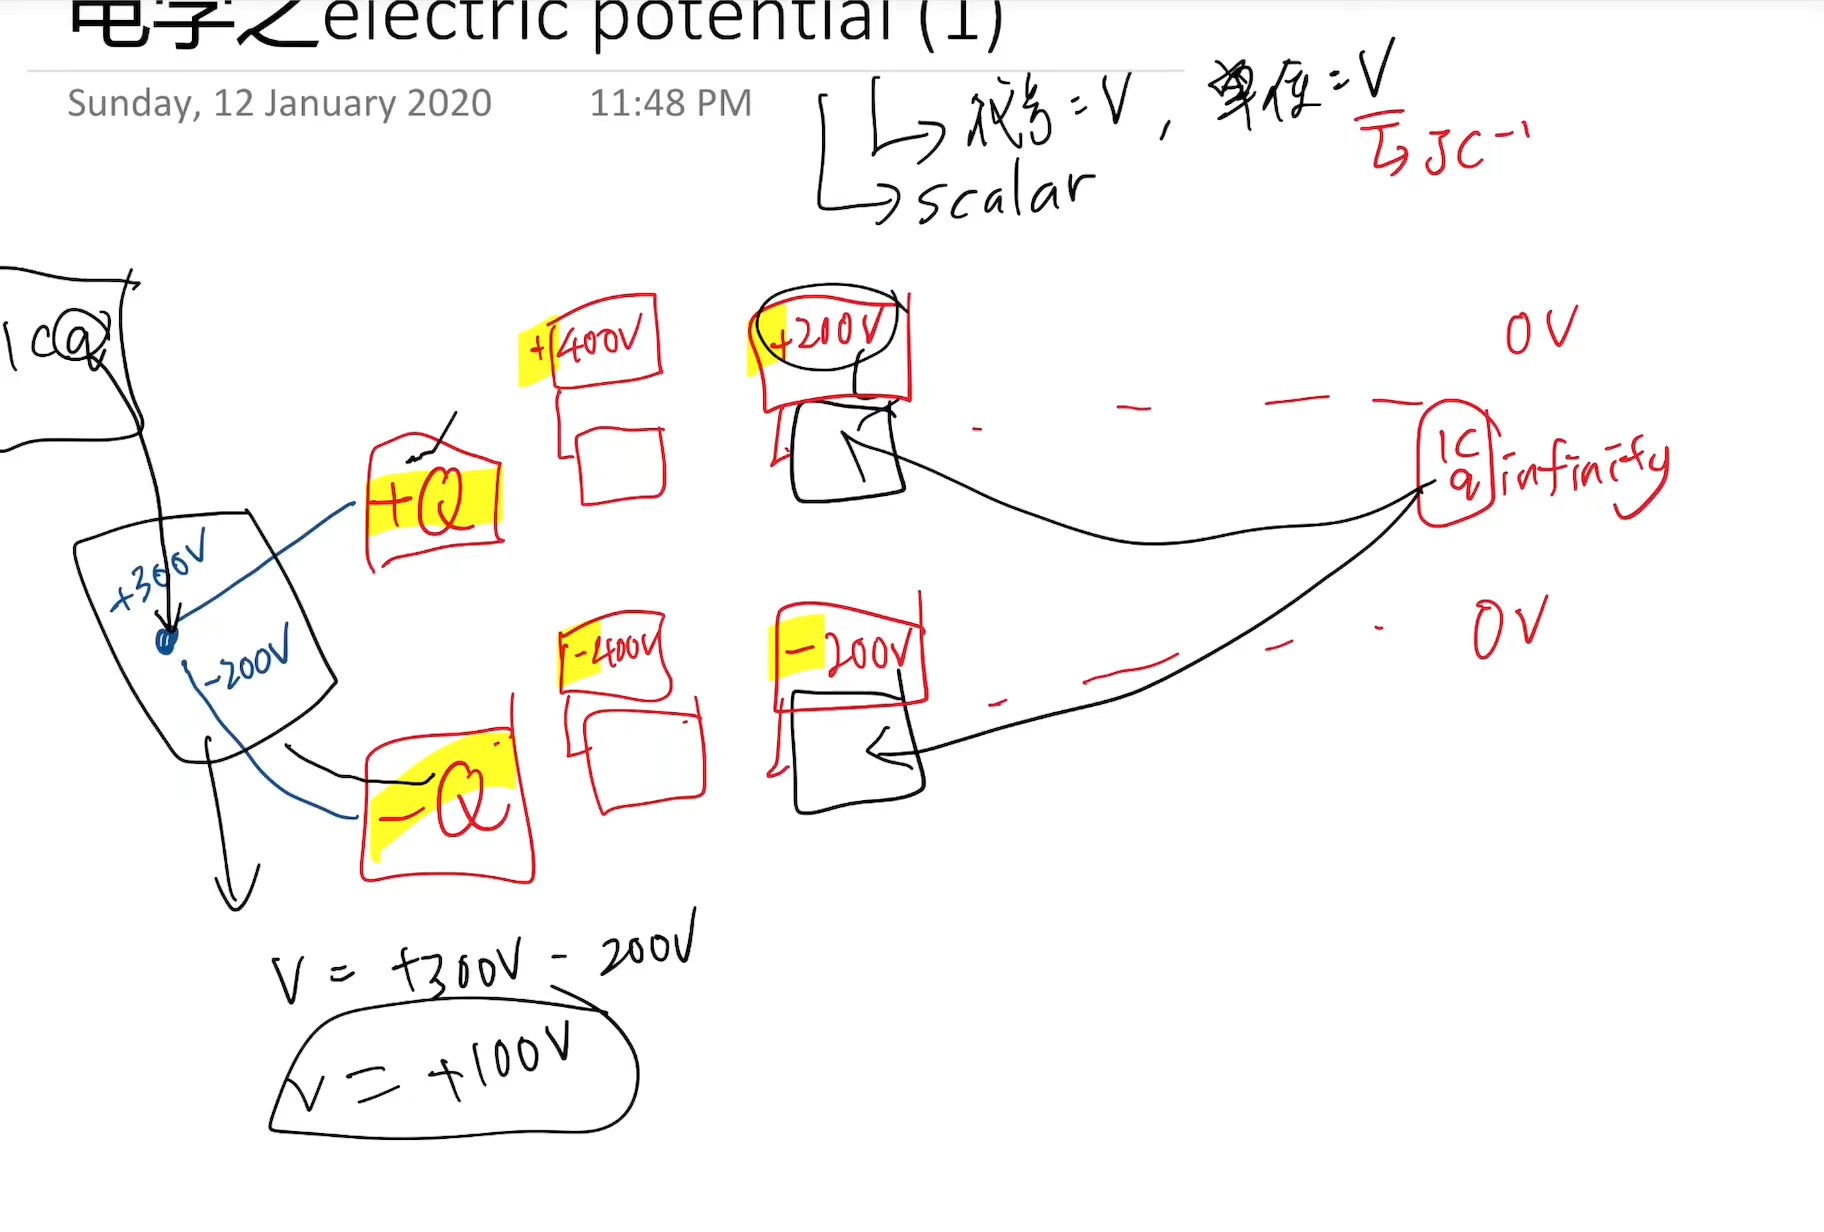 电学之electric potential (1)
Sunday, 12 January 2020 11:48 PM
代号=V, 单位=V
JC⁻¹
scalar
1C Q
+400V
+200V
0V
+Q
1C
q
infinity
+300V
-200V
-400V
-200V
0V
-Q
V = +300V - 200V
V = +100V